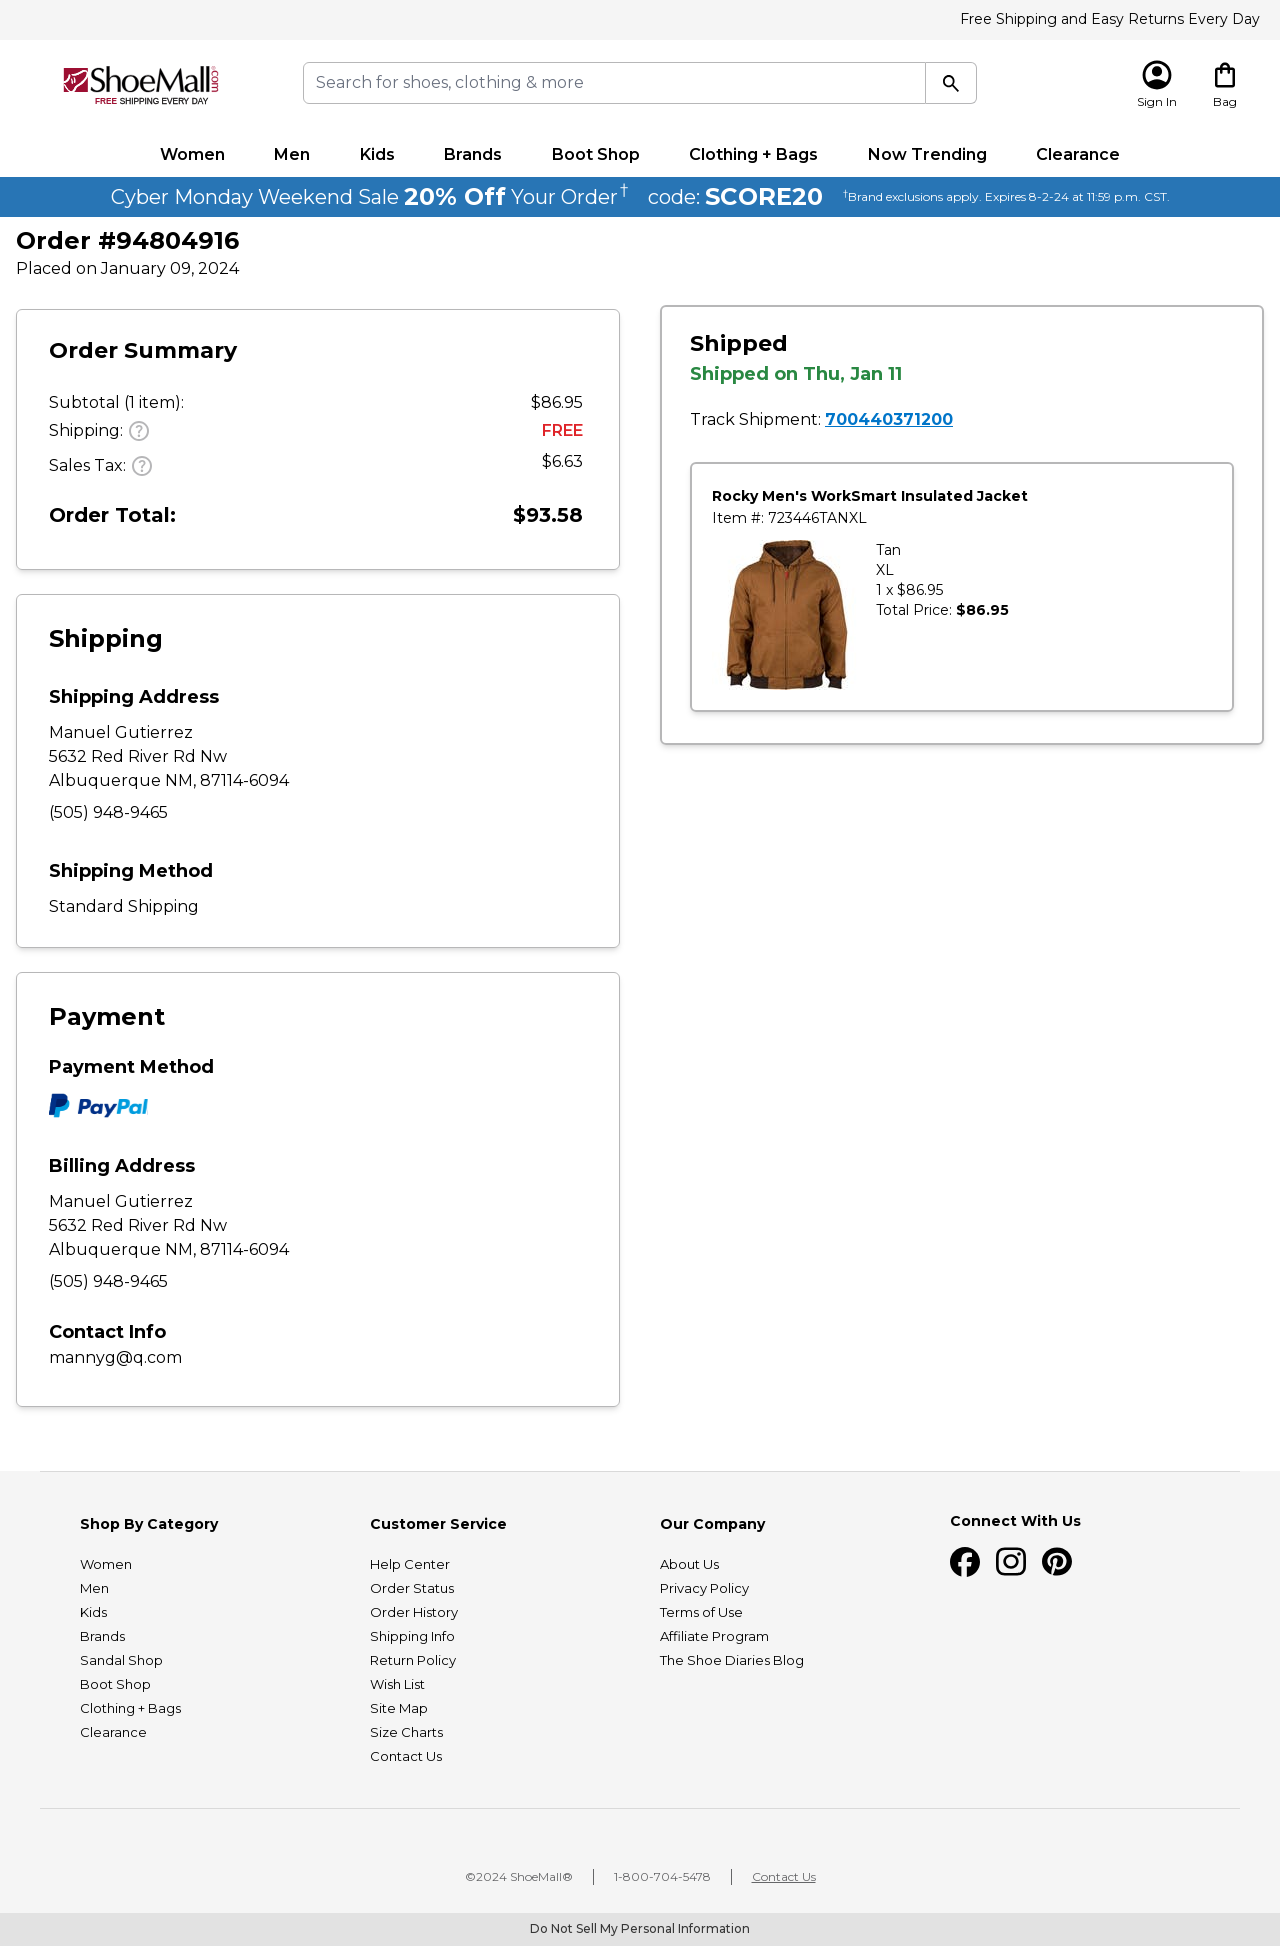 Free Shipping and Easy Returns Every Day
ShoeMall.com
FREE SHIPPING EVERY DAY
Search for shoes, clothing & more
Sign In
Bag
Women Men Kids Brands Boot Shop Clothing + Bags Now Trending Clearance
Cyber Monday Weekend Sale 20% Off Your Order† code: SCORE20 †Brand exclusions apply. Expires 8-2-24 at 11:59 p.m. CST.
Order #94804916
Placed on January 09, 2024
Order Summary
Subtotal (1 item): $86.95
Shipping: ? FREE
Sales Tax: ? $6.63
Order Total: $93.58
Shipping
Shipping Address
Manuel Gutierrez
5632 Red River Rd Nw
Albuquerque NM, 87114-6094
(505) 948-9465
Shipping Method
Standard Shipping
Payment
Payment Method
PayPal
Billing Address
Manuel Gutierrez
5632 Red River Rd Nw
Albuquerque NM, 87114-6094
(505) 948-9465
Contact Info
mannyg@q.com
Shipped
Shipped on Thu, Jan 11
Track Shipment: 700440371200
Rocky Men's WorkSmart Insulated Jacket
Item #: 723446TANXL
Tan
XL
1 x $86.95
Total Price: $86.95
Shop By Category
Women
Men
Kids
Brands
Sandal Shop
Boot Shop
Clothing + Bags
Clearance
Customer Service
Help Center
Order Status
Order History
Shipping Info
Return Policy
Wish List
Site Map
Size Charts
Contact Us
Our Company
About Us
Privacy Policy
Terms of Use
Affiliate Program
The Shoe Diaries Blog
Connect With Us
©2024 ShoeMall® 1-800-704-5478 Contact Us
Do Not Sell My Personal Information